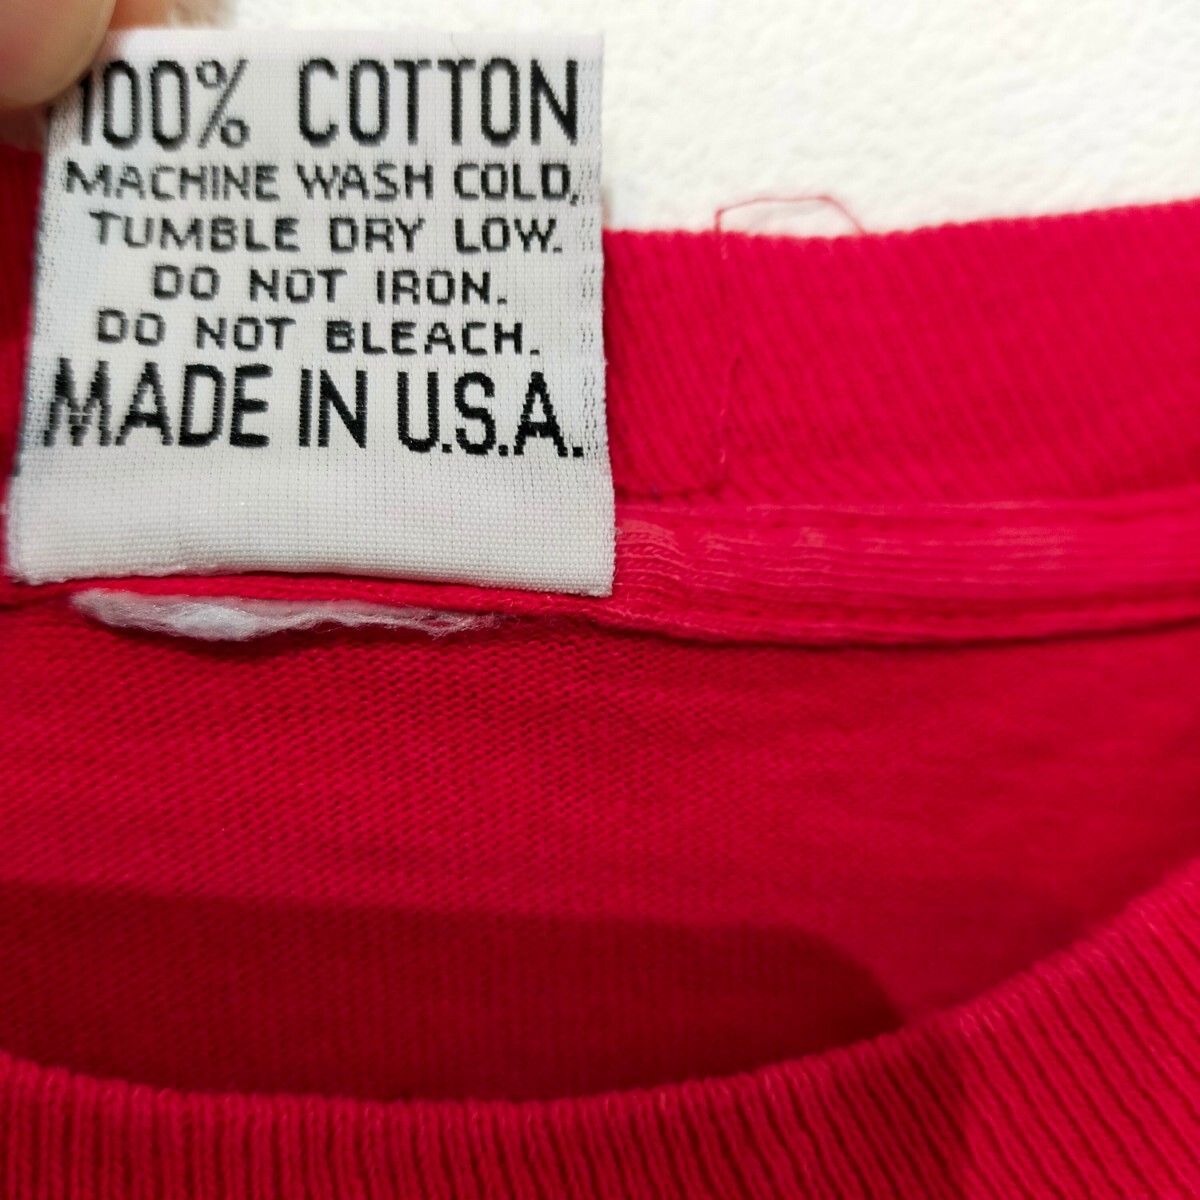 100% COTTON
MACHINE WASH COLD,
TUMBLE DRY LOW.
DO NOT IRON.
DO NOT BLEACH.
MADE IN U.S.A.